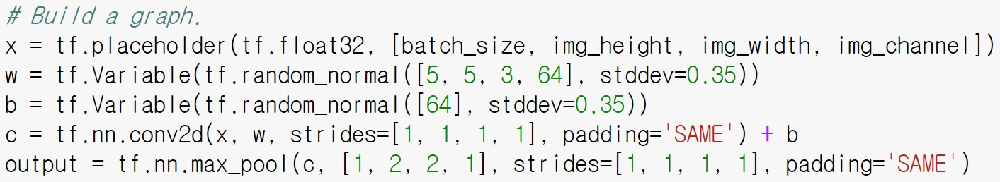 # Build a graph.
x = tf.placeholder(tf.float32, [batch_size, img_height, img_width, img_channel])
w = tf.Variable(tf.random_normal([5, 5, 3, 64], stddev=0.35))
b = tf.Variable(tf.random_normal([64], stddev=0.35))
c = tf.nn.conv2d(x, w, strides=[1, 1, 1, 1], padding='SAME') + b
output = tf.nn.max_pool(c, [1, 2, 2, 1], strides=[1, 1, 1, 1], padding='SAME')